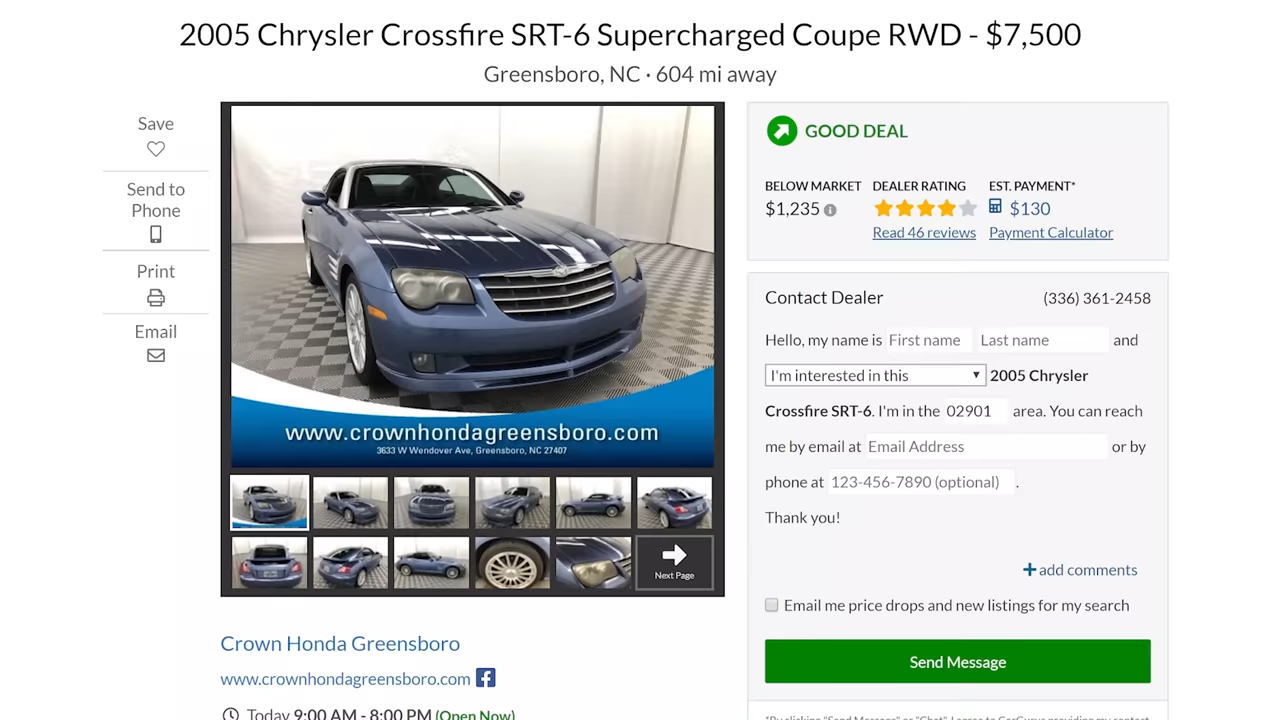 2005 Chrysler Crossfire SRT-6 Supercharged Coupe RWD - $7,500
Greensboro, NC · 604 mi away
Save
Send to
Phone
Print
Email
www.crownhondagreensboro.com
3633 W Wendover Ave, Greensboro, NC 27407
Next Page
Crown Honda Greensboro
www.crownhondagreensboro.com
Today 9:00 AM - 8:00 PM (Open Now)
GOOD DEAL
BELOW MARKET DEALER RATING EST. PAYMENT*
$1,235 $130
Read 46 reviews Payment Calculator
Contact Dealer (336) 361-2458
Hello, my name is First name Last name and
I'm interested in this 2005 Chrysler
Crossfire SRT-6. I'm in the 02901 area. You can reach
me by email at Email Address or by
phone at 123-456-7890 (optional) .
Thank you!
+ add comments
Email me price drops and new listings for my search
Send Message